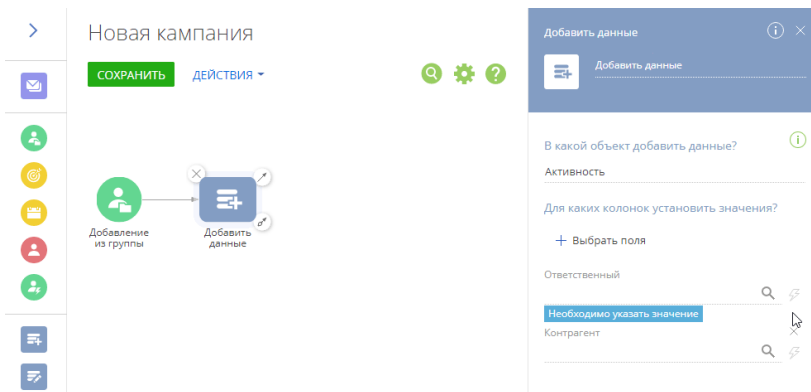 Новая кампания
СОХРАНИТЬ
ДЕЙСТВИЯ
Добавление
из группы
Добавить
данные
Добавить данные
Добавить данные
В какой объект добавить данные?
Активность
Для каких колонок установить значения?
Выбрать поля
Ответственный
Необходимо указать значение
Контрагент